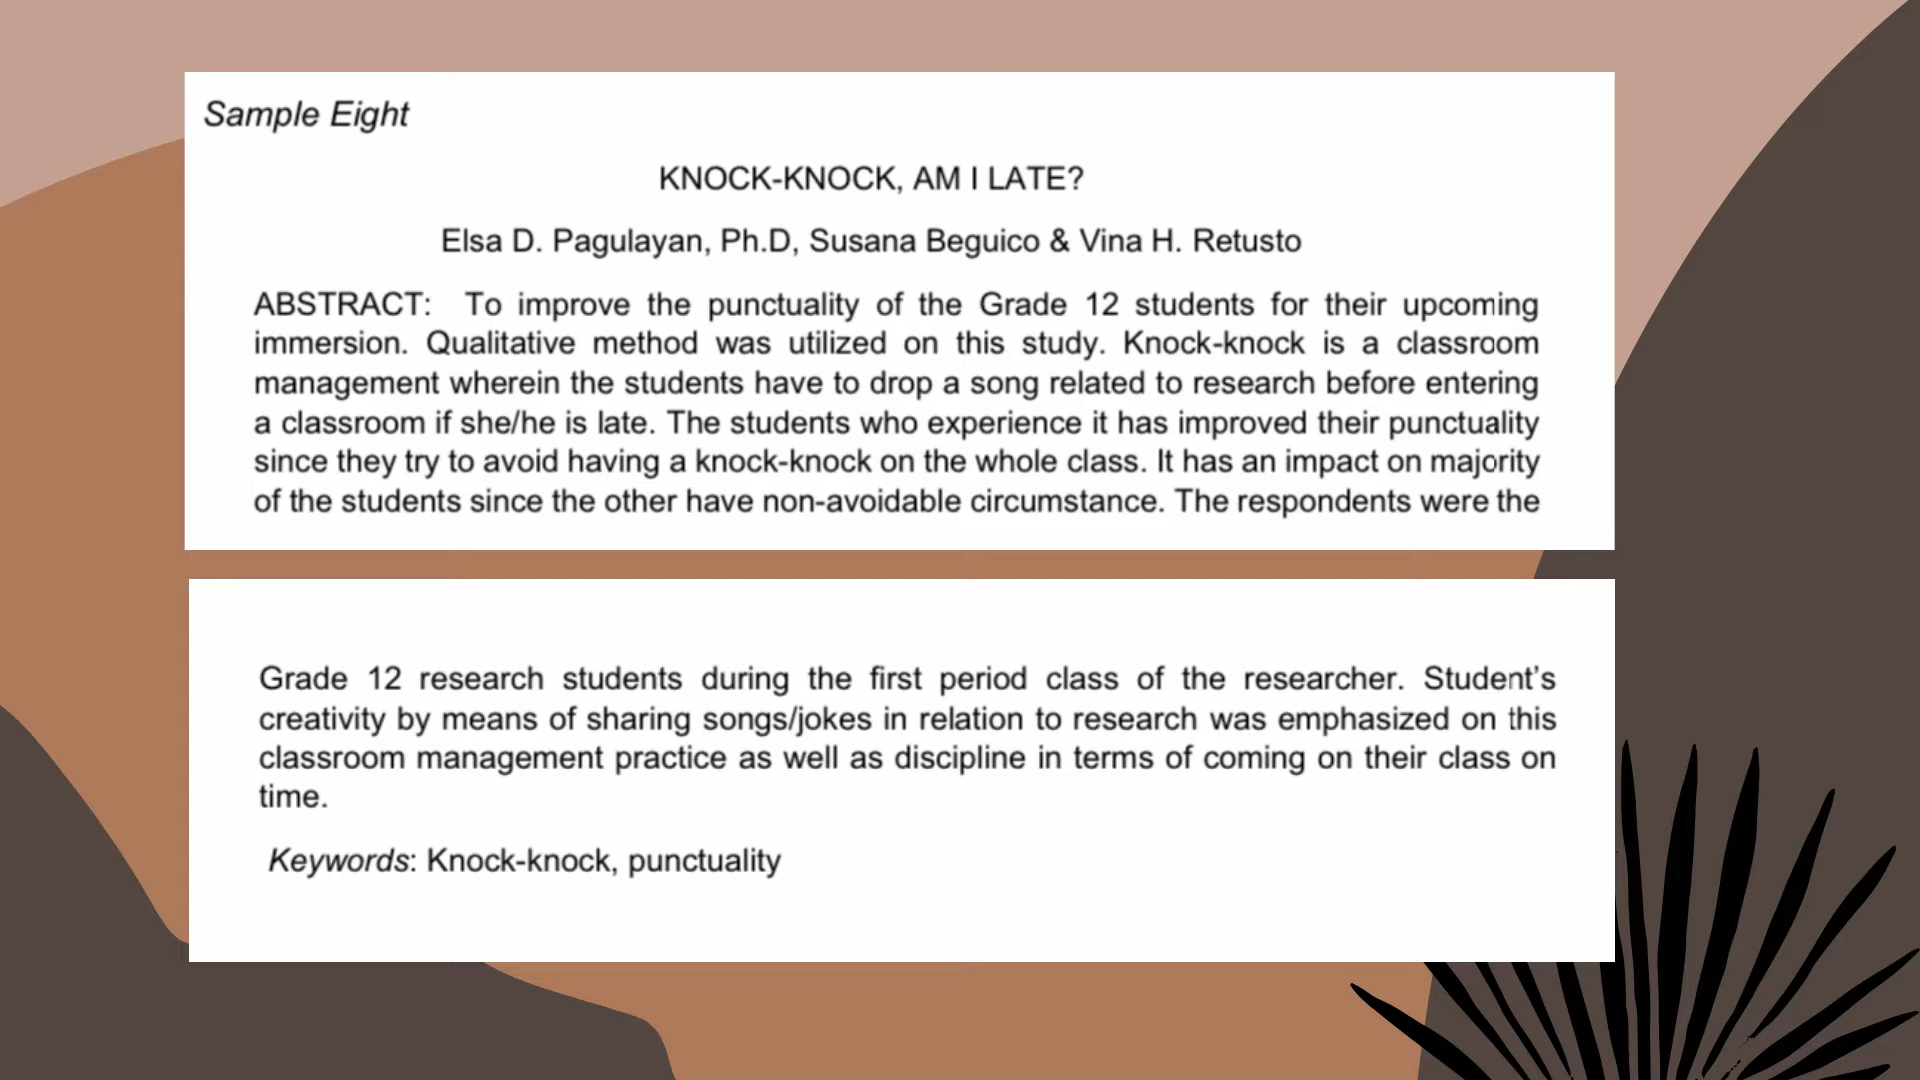 Sample Eight
KNOCK-KNOCK, AM I LATE?
Elsa D. Pagulayan, Ph.D, Susana Beguico & Vina H. Retusto
ABSTRACT: To improve the punctuality of the Grade 12 students for their upcoming
immersion. Qualitative method was utilized on this study. Knock-knock is a classroom
management wherein the students have to drop a song related to research before entering
a classroom if she/he is late. The students who experience it has improved their punctuality
since they try to avoid having a knock-knock on the whole class. It has an impact on majority
of the students since the other have non-avoidable circumstance. The respondents were the
Grade 12 research students during the first period class of the researcher. Student’s
creativity by means of sharing songs/jokes in relation to research was emphasized on this
classroom management practice as well as discipline in terms of coming on their class on
time.
Keywords: Knock-knock, punctuality